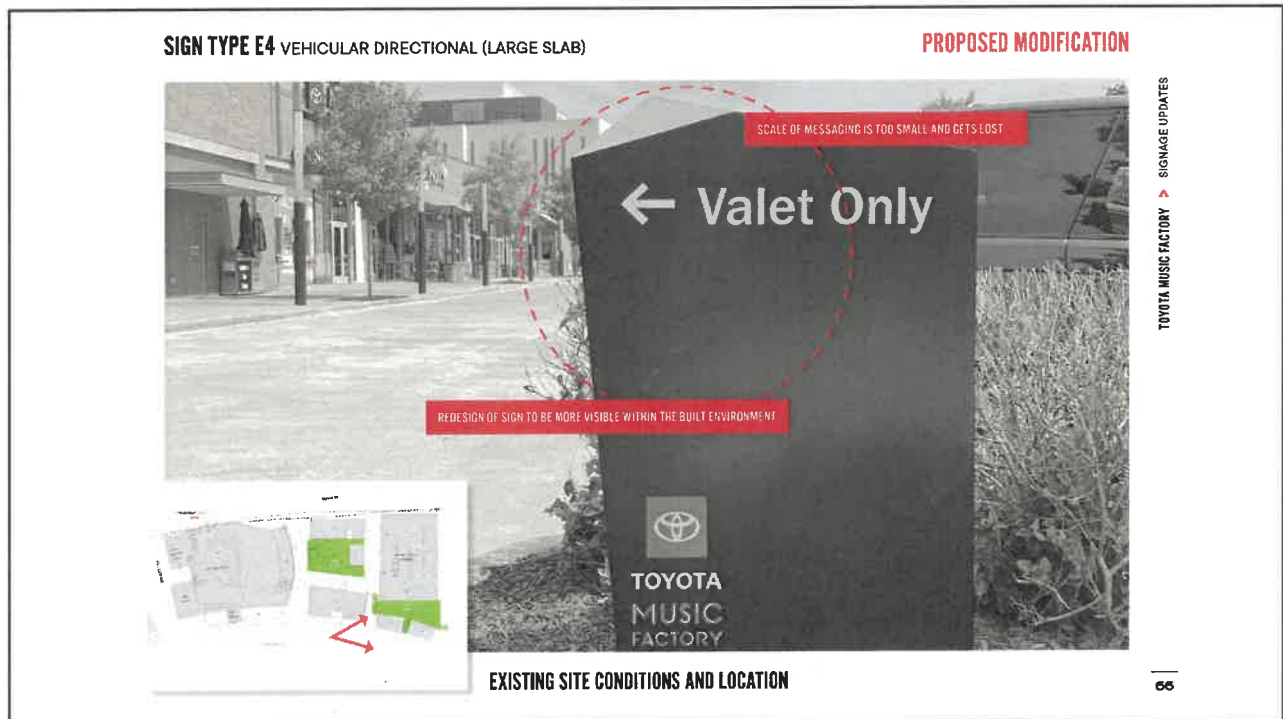 SIGN TYPE E4 VEHICULAR DIRECTIONAL (LARGE SLAB)
PROPOSED MODIFICATION
SCALE OF MESSAGING IS TOO SMALL AND GETS LOST
← Valet Only
REDESIGN OF SIGN TO BE MORE VISIBLE WITHIN THE BUILT ENVIRONMENT
TOYOTA
MUSIC
FACTORY
EXISTING SITE CONDITIONS AND LOCATION
TOYOTA MUSIC FACTORY > SIGNAGE UPDATES
66